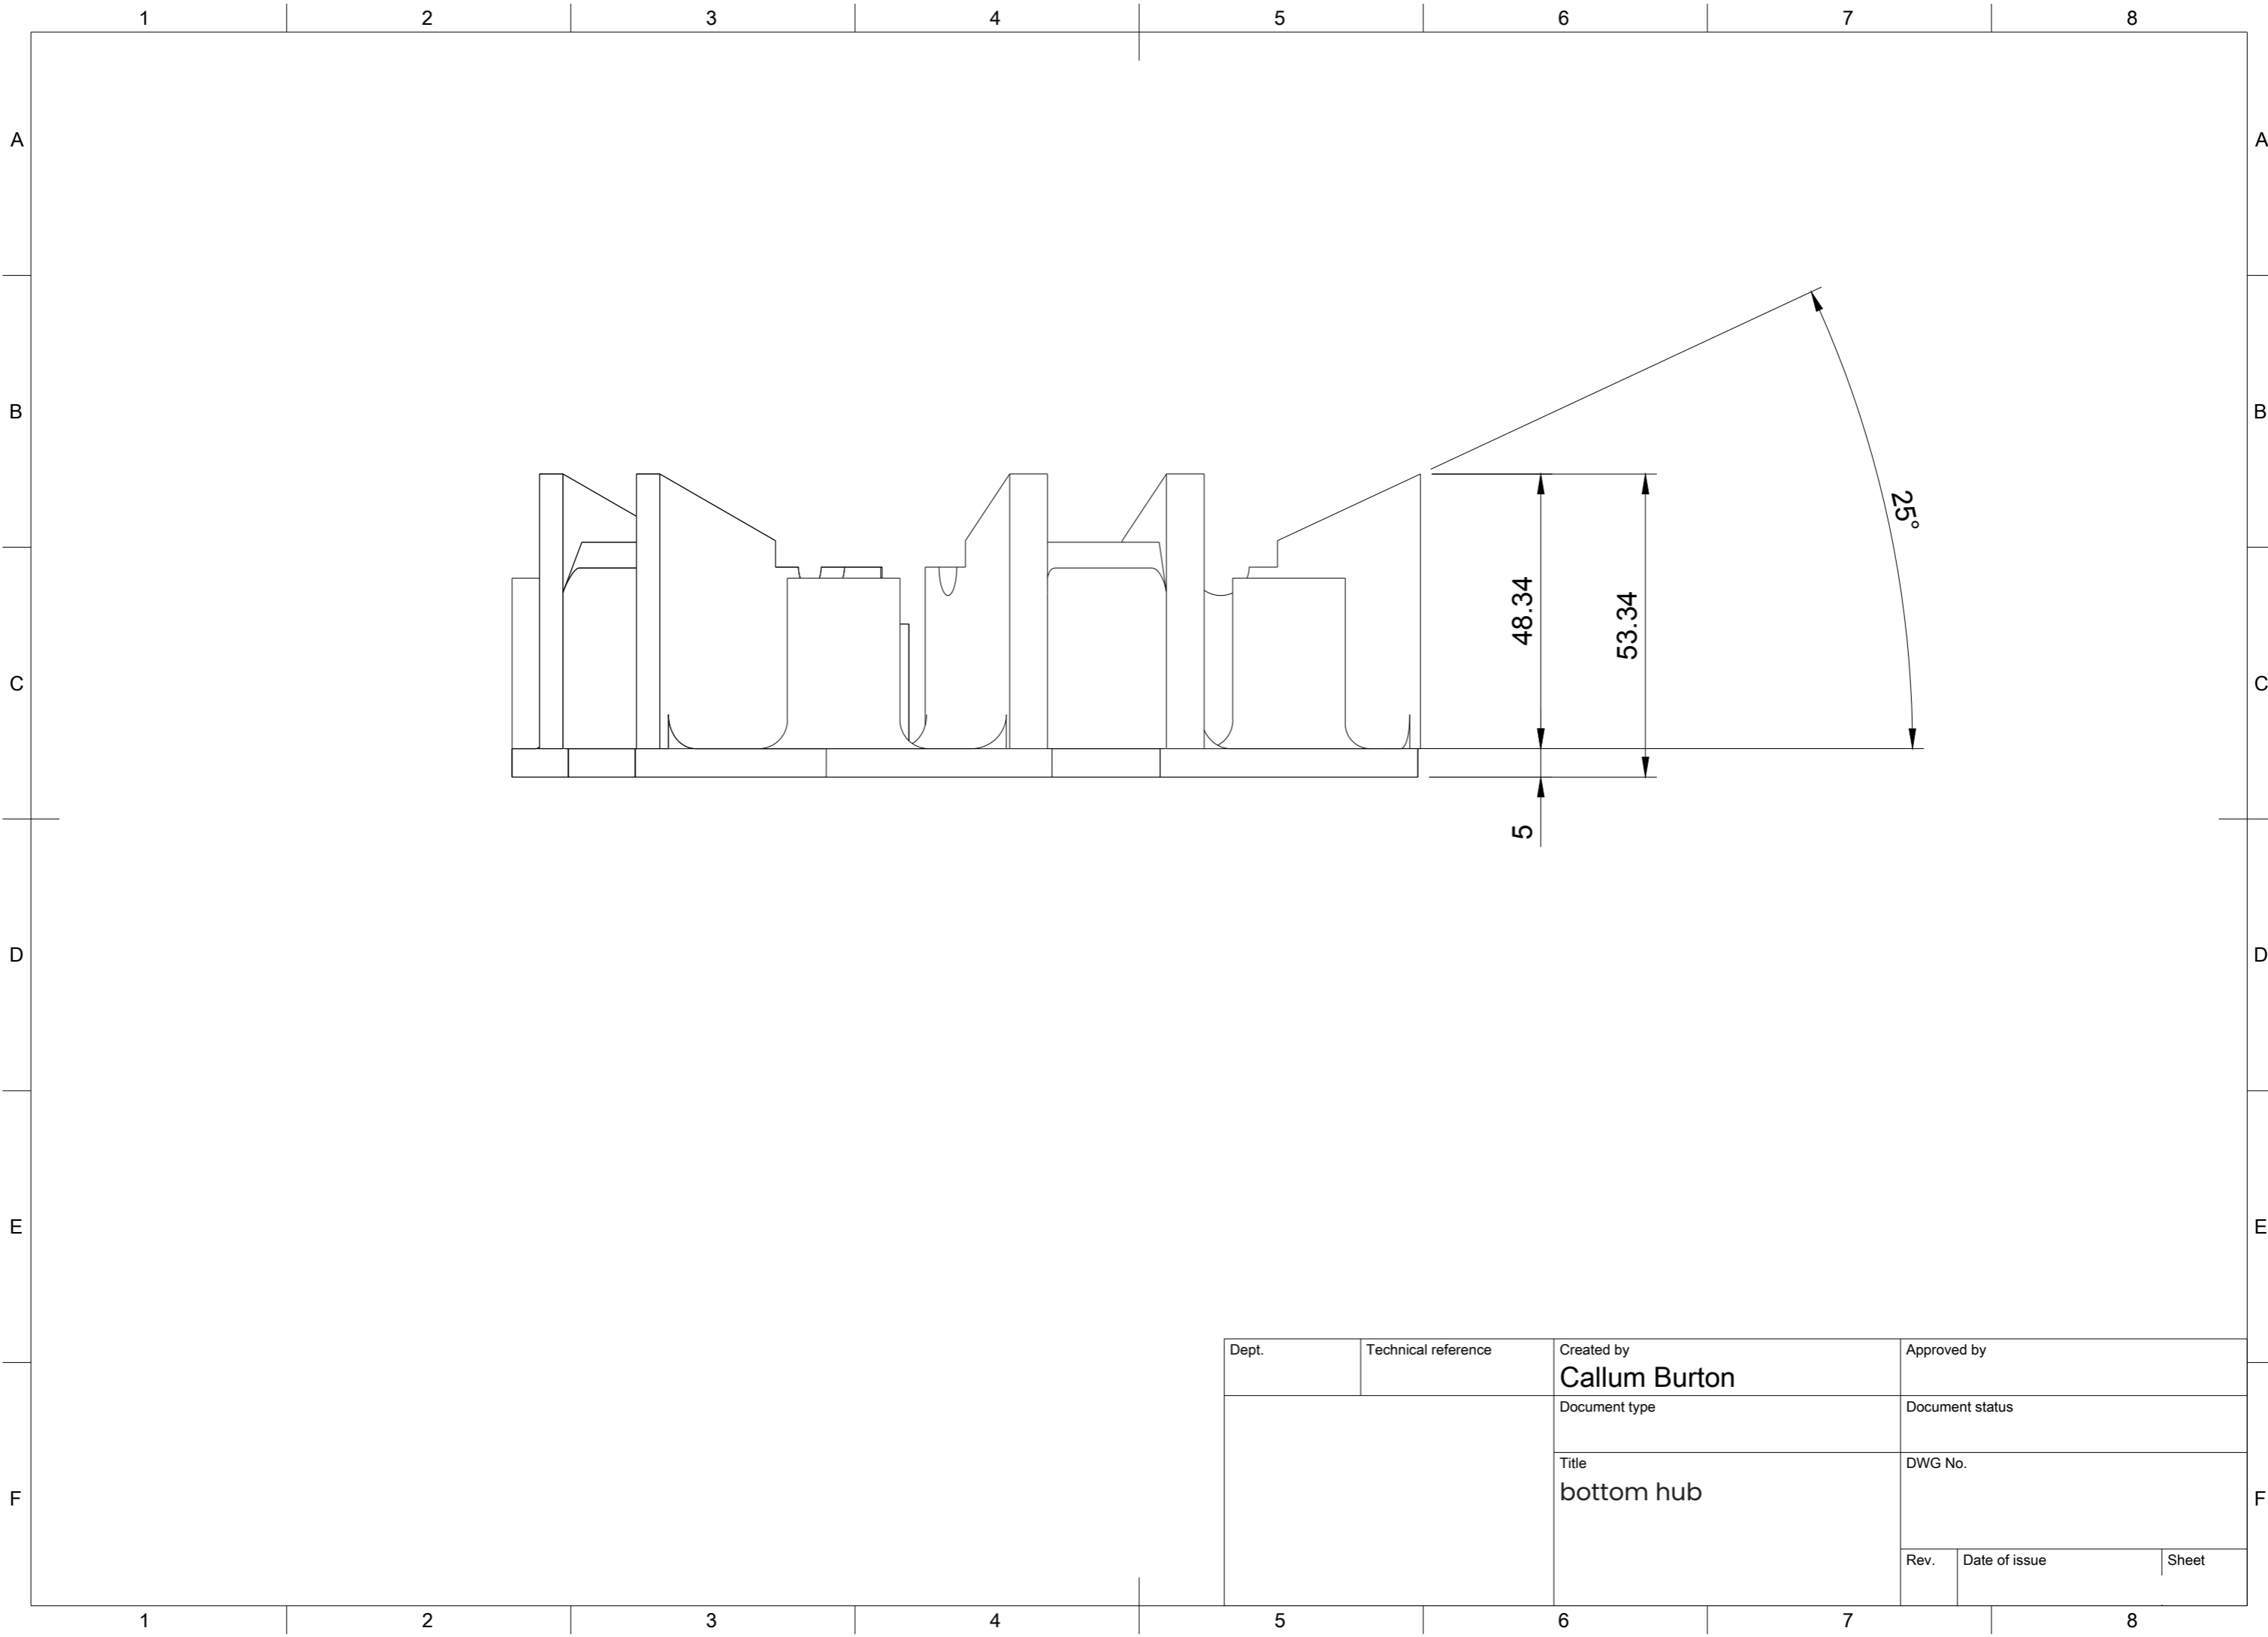 1 2 3 4 5 6 7 8
A A
B B
25°
48.34
53.34
C C
5
D D
E E
Dept. Technical reference Created by Approved by
Callum Burton
Document type Document status
Title DWG No.
bottom hub
F F
Rev. Date of issue Sheet
1 2 3 4 5 6 7 8